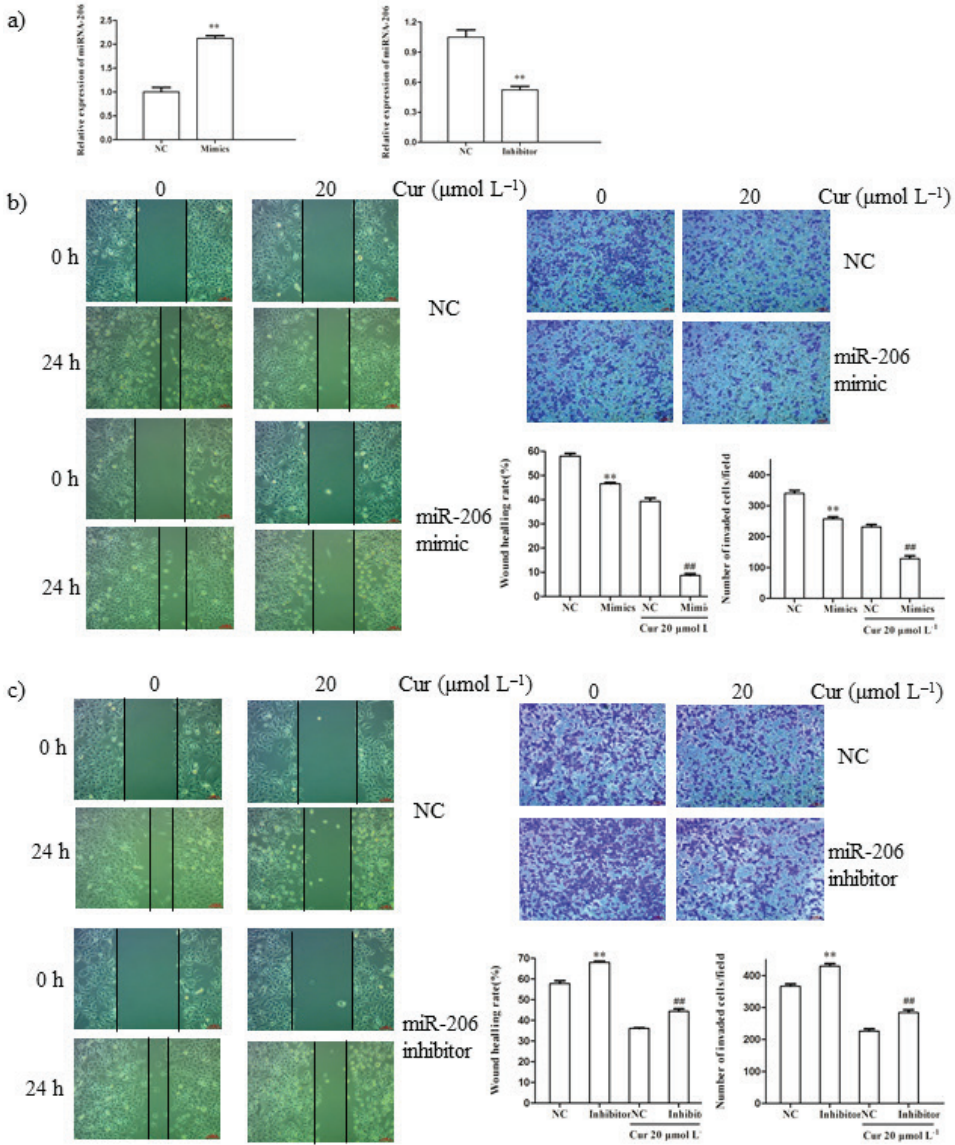 a)
Relative expression of miRNA-206
2.5
2.0
1.5
1.0
0.5
0.0
**
NC Mimics
Relative expression of miRNA-206
1.2
0.9
0.6
0.3
0.0
**
NC Inhibitor
b)
0 20 Cur (µmol L⁻¹)
0 h
24 h
NC
0 h
24 h
miR-206
mimic
0 20 Cur (µmol L⁻¹)
NC
miR-206
mimic
Wound healling rate(%)
60
50
40
30
20
10
0
**
##
NC Mimics NC Mimi
Cur 20 µmol L
Number of invaded cells/field
400
300
200
100
0
**
##
NC Mimics NC Mimics
Cur 20 µmol L⁻¹
c)
0 20 Cur (µmol L⁻¹)
0 h
24 h
NC
0 h
24 h
miR-206
inhibitor
0 20 Cur (µmol L⁻¹)
NC
miR-206
inhibitor
Wound healling rate(%)
70
60
50
40
30
20
10
0
**
##
NC Inhibitor NC Inhibit
Cur 20 µmol L⁻
Number of invaded cells/field
400
300
200
100
0
**
##
NC Inhibitor NC Inhibitor
Cur 20 µmol L⁻¹